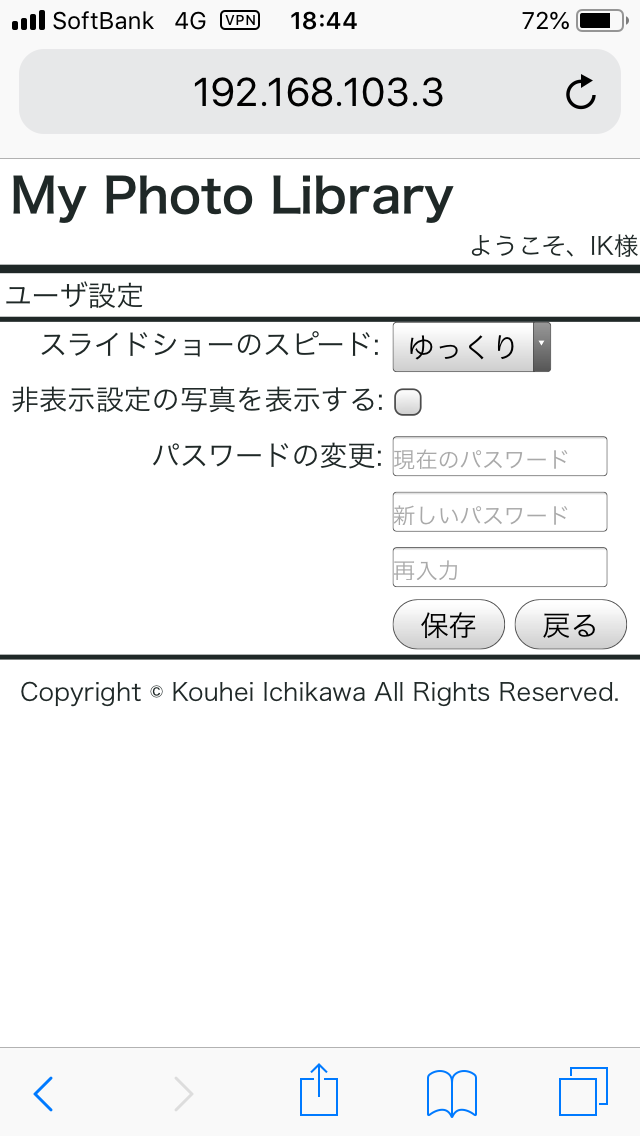 SoftBank 4G VPN 18:44 72%
192.168.103.3
My Photo Library
ようこそ、IK様
ユーザ設定
スライドショーのスピード: ゆっくり
非表示設定の写真を表示する:
パスワードの変更: 現在のパスワード
新しいパスワード
再入力
保存 戻る
Copyright © Kouhei Ichikawa All Rights Reserved.